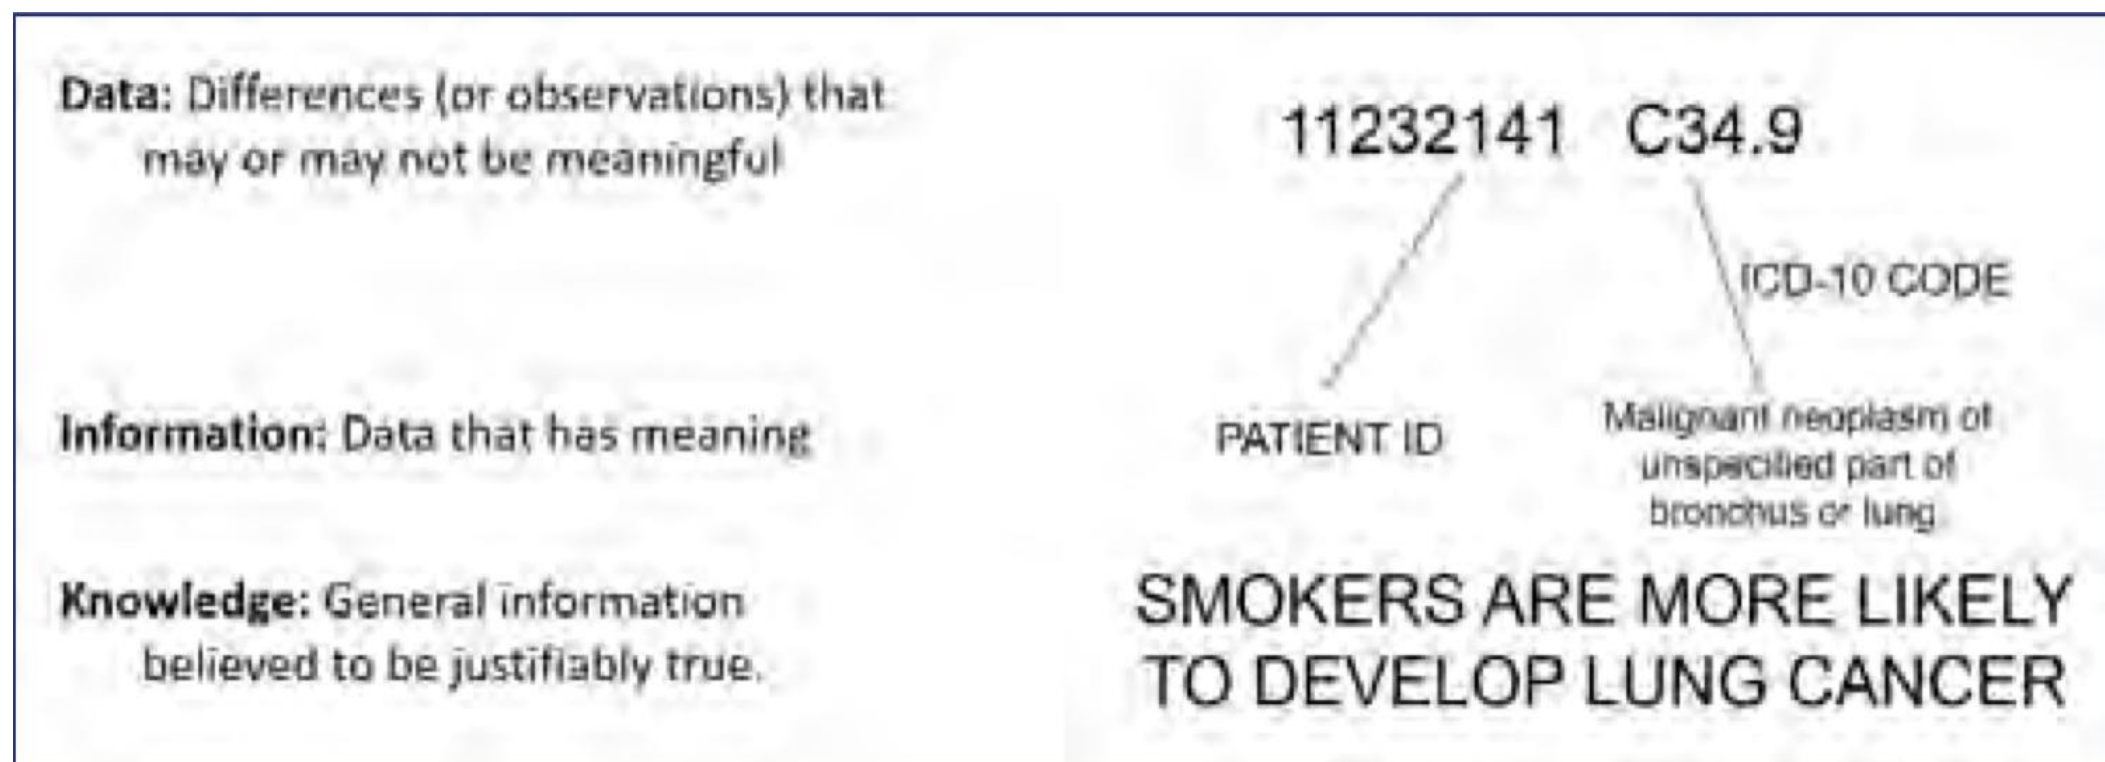 Data: Differences (or observations) that
may or may not be meaningful
11232141 C34.9
ICD-10 CODE
Information: Data that has meaning
PATIENT ID
Malignant neoplasm of
unspecified part of
bronchus or lung.
Knowledge: General information
believed to be justifiably true.
SMOKERS ARE MORE LIKELY
TO DEVELOP LUNG CANCER